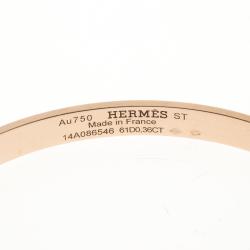 Au750 HERMÈS ST
Made in France
14A086546 61D0,36CT